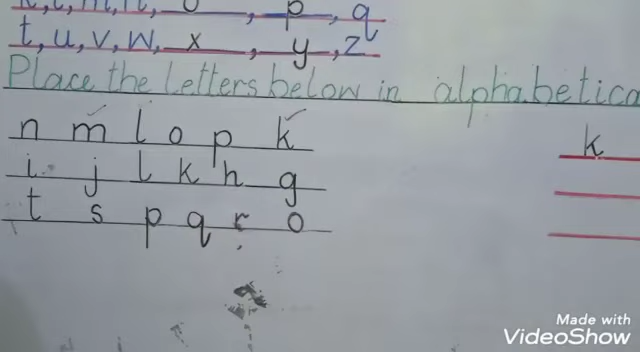 k, l, m, n, o, p, q
t, u, v, w, x, y, z
Place the letters below in alphabetica
n m l o p k
k
i j l k h g
t s p q r o
Made with
VideoShow